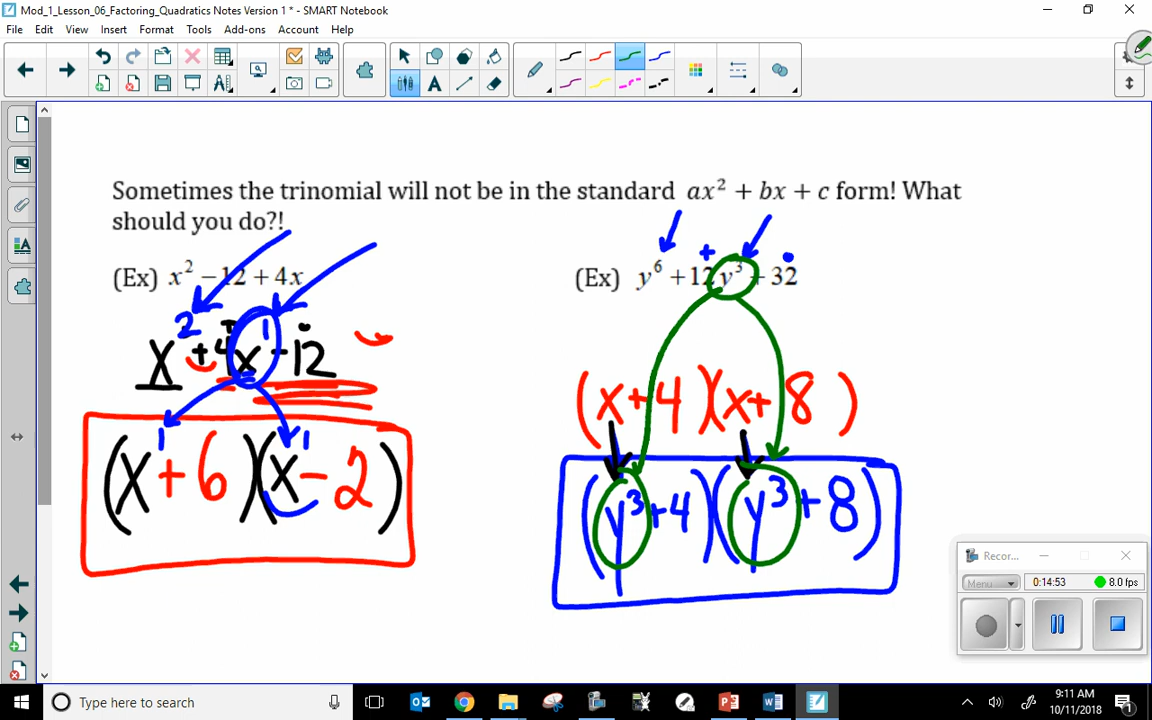 Mod_1_Lesson_06_Factoring_Quadratics Notes Version 1 * - SMART Notebook
File Edit View Insert Format Tools Add-ons Account Help
Sometimes the trinomial will not be in the standard ax² + bx + c form! What
should you do?!
(Ex) x² − 12 + 4x
(Ex) y⁶ + 12y³ + 32
x² + 4x¹ − 12
(x + 4)(x + 8)
(x¹ + 6)(x¹ − 2)
(y³ + 4)(y³ + 8)
Recor...
Menu
0:14:53
8.0 fps
Type here to search
9:11 AM
10/11/2018
1